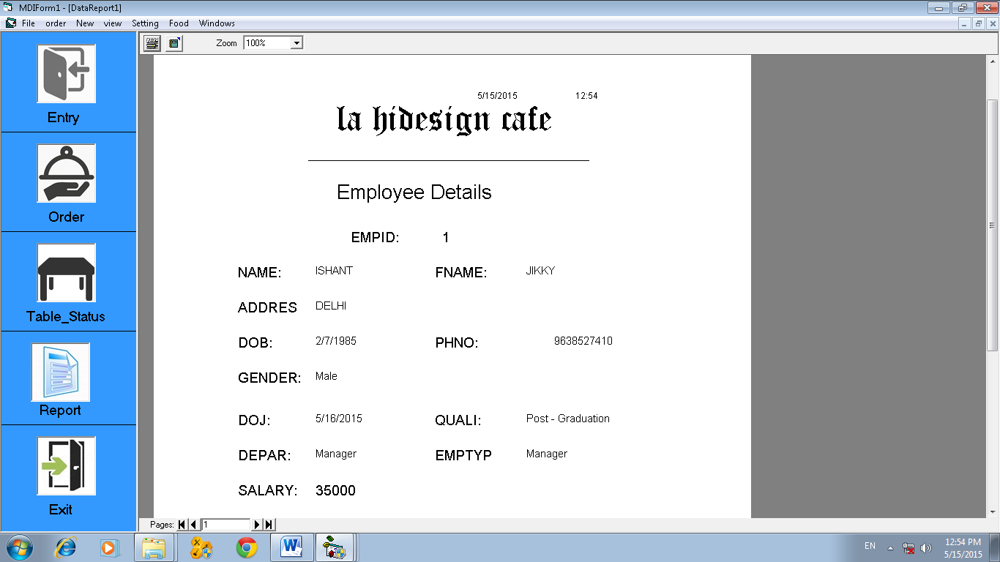 MDIForm1 - [DataReport1]
File order New view Setting Food Windows
Entry
Order
Table_Status
Report
Exit
Zoom 100%
5/15/2015 12:54
la hidesign cafe
Employee Details
EMPID: 1
NAME: ISHANT FNAME: JIKKY
ADDRES DELHI
DOB: 2/7/1985 PHNO: 9638527410
GENDER: Male
DOJ: 5/16/2015 QUALI: Post - Graduation
DEPAR: Manager EMPTYP Manager
SALARY: 35000
Pages: 1
EN 12:54 PM
5/15/2015